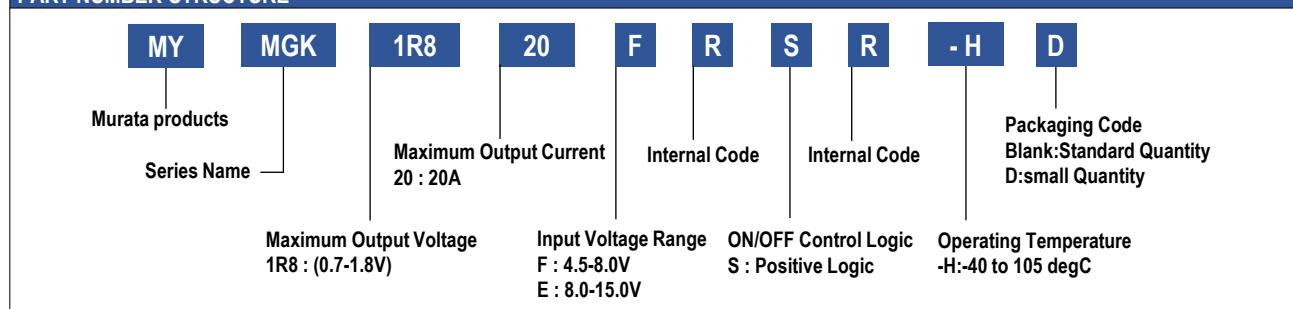 PART NUMBER STRUCTURE
MY MGK 1R8 20 F R S R - H D
Murata products
Series Name
Maximum Output Voltage
1R8 : (0.7-1.8V)
Maximum Output Current
20 : 20A
Input Voltage Range
F : 4.5-8.0V
E : 8.0-15.0V
Internal Code
ON/OFF Control Logic
S : Positive Logic
Internal Code
Operating Temperature
-H:-40 to 105 degC
Packaging Code
Blank:Standard Quantity
D:small Quantity